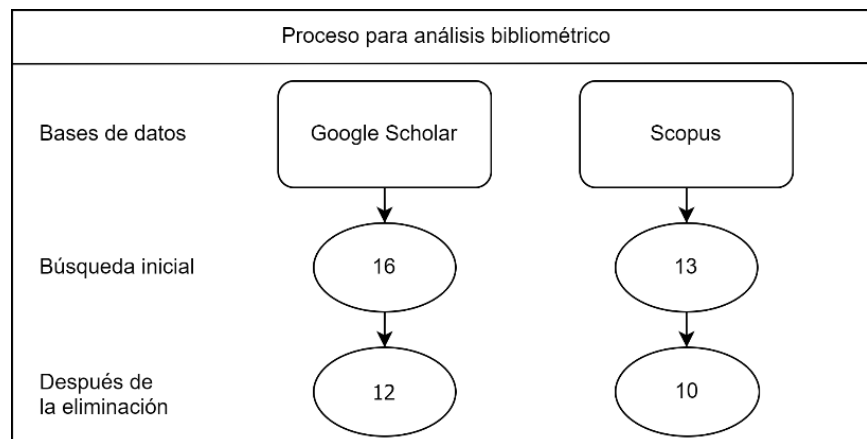 Proceso para análisis bibliométrico
Bases de datos
Google Scholar
Scopus
Búsqueda inicial
16
13
Después de
la eliminación
12
10